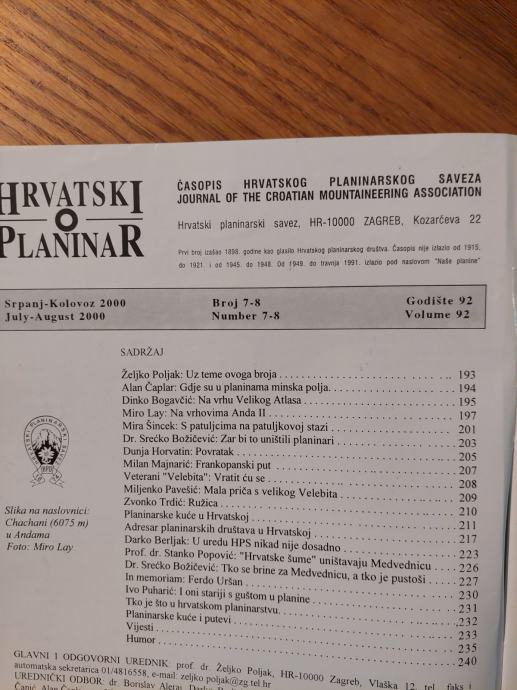 HRVATSKI
PLANINAR
ČASOPIS HRVATSKOG PLANINARSKOG SAVEZA
JOURNAL OF THE CROATIAN MOUNTAINEERING ASSOCIATION
Hrvatski planinarski savez, HR-10000 ZAGREB, Kozarčeva 22
Prvi broj izašao 1898. godine kao glasilo Hrvatskog planinarskog društva. Časopis nije izlazio od 1915.
do 1921. i od 1945. do 1948. Od 1949. do travnja 1991. izlazio pod naslovom "Naše planine"
Srpanj-Kolovoz 2000 Broj 7-8 Godište 92
July-August 2000 Number 7-8 Volume 92
SADRŽAJ
Željko Poljak: Uz teme ovoga broja 193
Alan Čaplar: Gdje su u planinama minska polja 194
Dinko Bogavčić: Na vrhu Velikog Atlasa 195
Miro Lay: Na vrhovima Anda II 197
Mira Šincek: S patuljcima na patuljkovoj stazi 201
Dr. Srećko Božičević: Zar bi to uništili planinari 203
Dunja Horvatin: Povratak 205
Milan Majnarić: Frankopanski put 207
Veterani "Velebita": Vratit ću se 208
Miljenko Pavešić: Mala priča s velikog Velebita 209
Zvonko Trdić: Ružica 210
Planinarske kuće u Hrvatskoj 211
Adresar planinarskih društava u Hrvatskoj 217
Darko Berljak: U uredu HPS nikad nije dosadno 223
Prof. dr. Stanko Popović: "Hrvatske šume" uništavaju Medvednicu 226
Dr. Srećko Božičević: Tko se brine za Medvednicu, a tko je pustoši 227
In memoriam: Ferdo Uršan 230
Ivo Puharić: I oni stariji s guštom u planine 231
Tko je što u hrvatskom planinarstvu 232
Planinarske kuće i putevi 233
Vijesti 235
Humor 240
Slika na naslovnici:
Chachani (6075 m)
u Andama
Foto: Miro Lay
GLAVNI I ODGOVORNI UREDNIK prof. dr. Željko Poljak, HR-10000 Zagreb, Vlaška 12, tel., faks i
automatska sekretarica 01/4816558, e-mail: zeljko poljak@zg.tel.hr
UREDNIČKI ODBOR dr. Borislav Aleraj, Darko